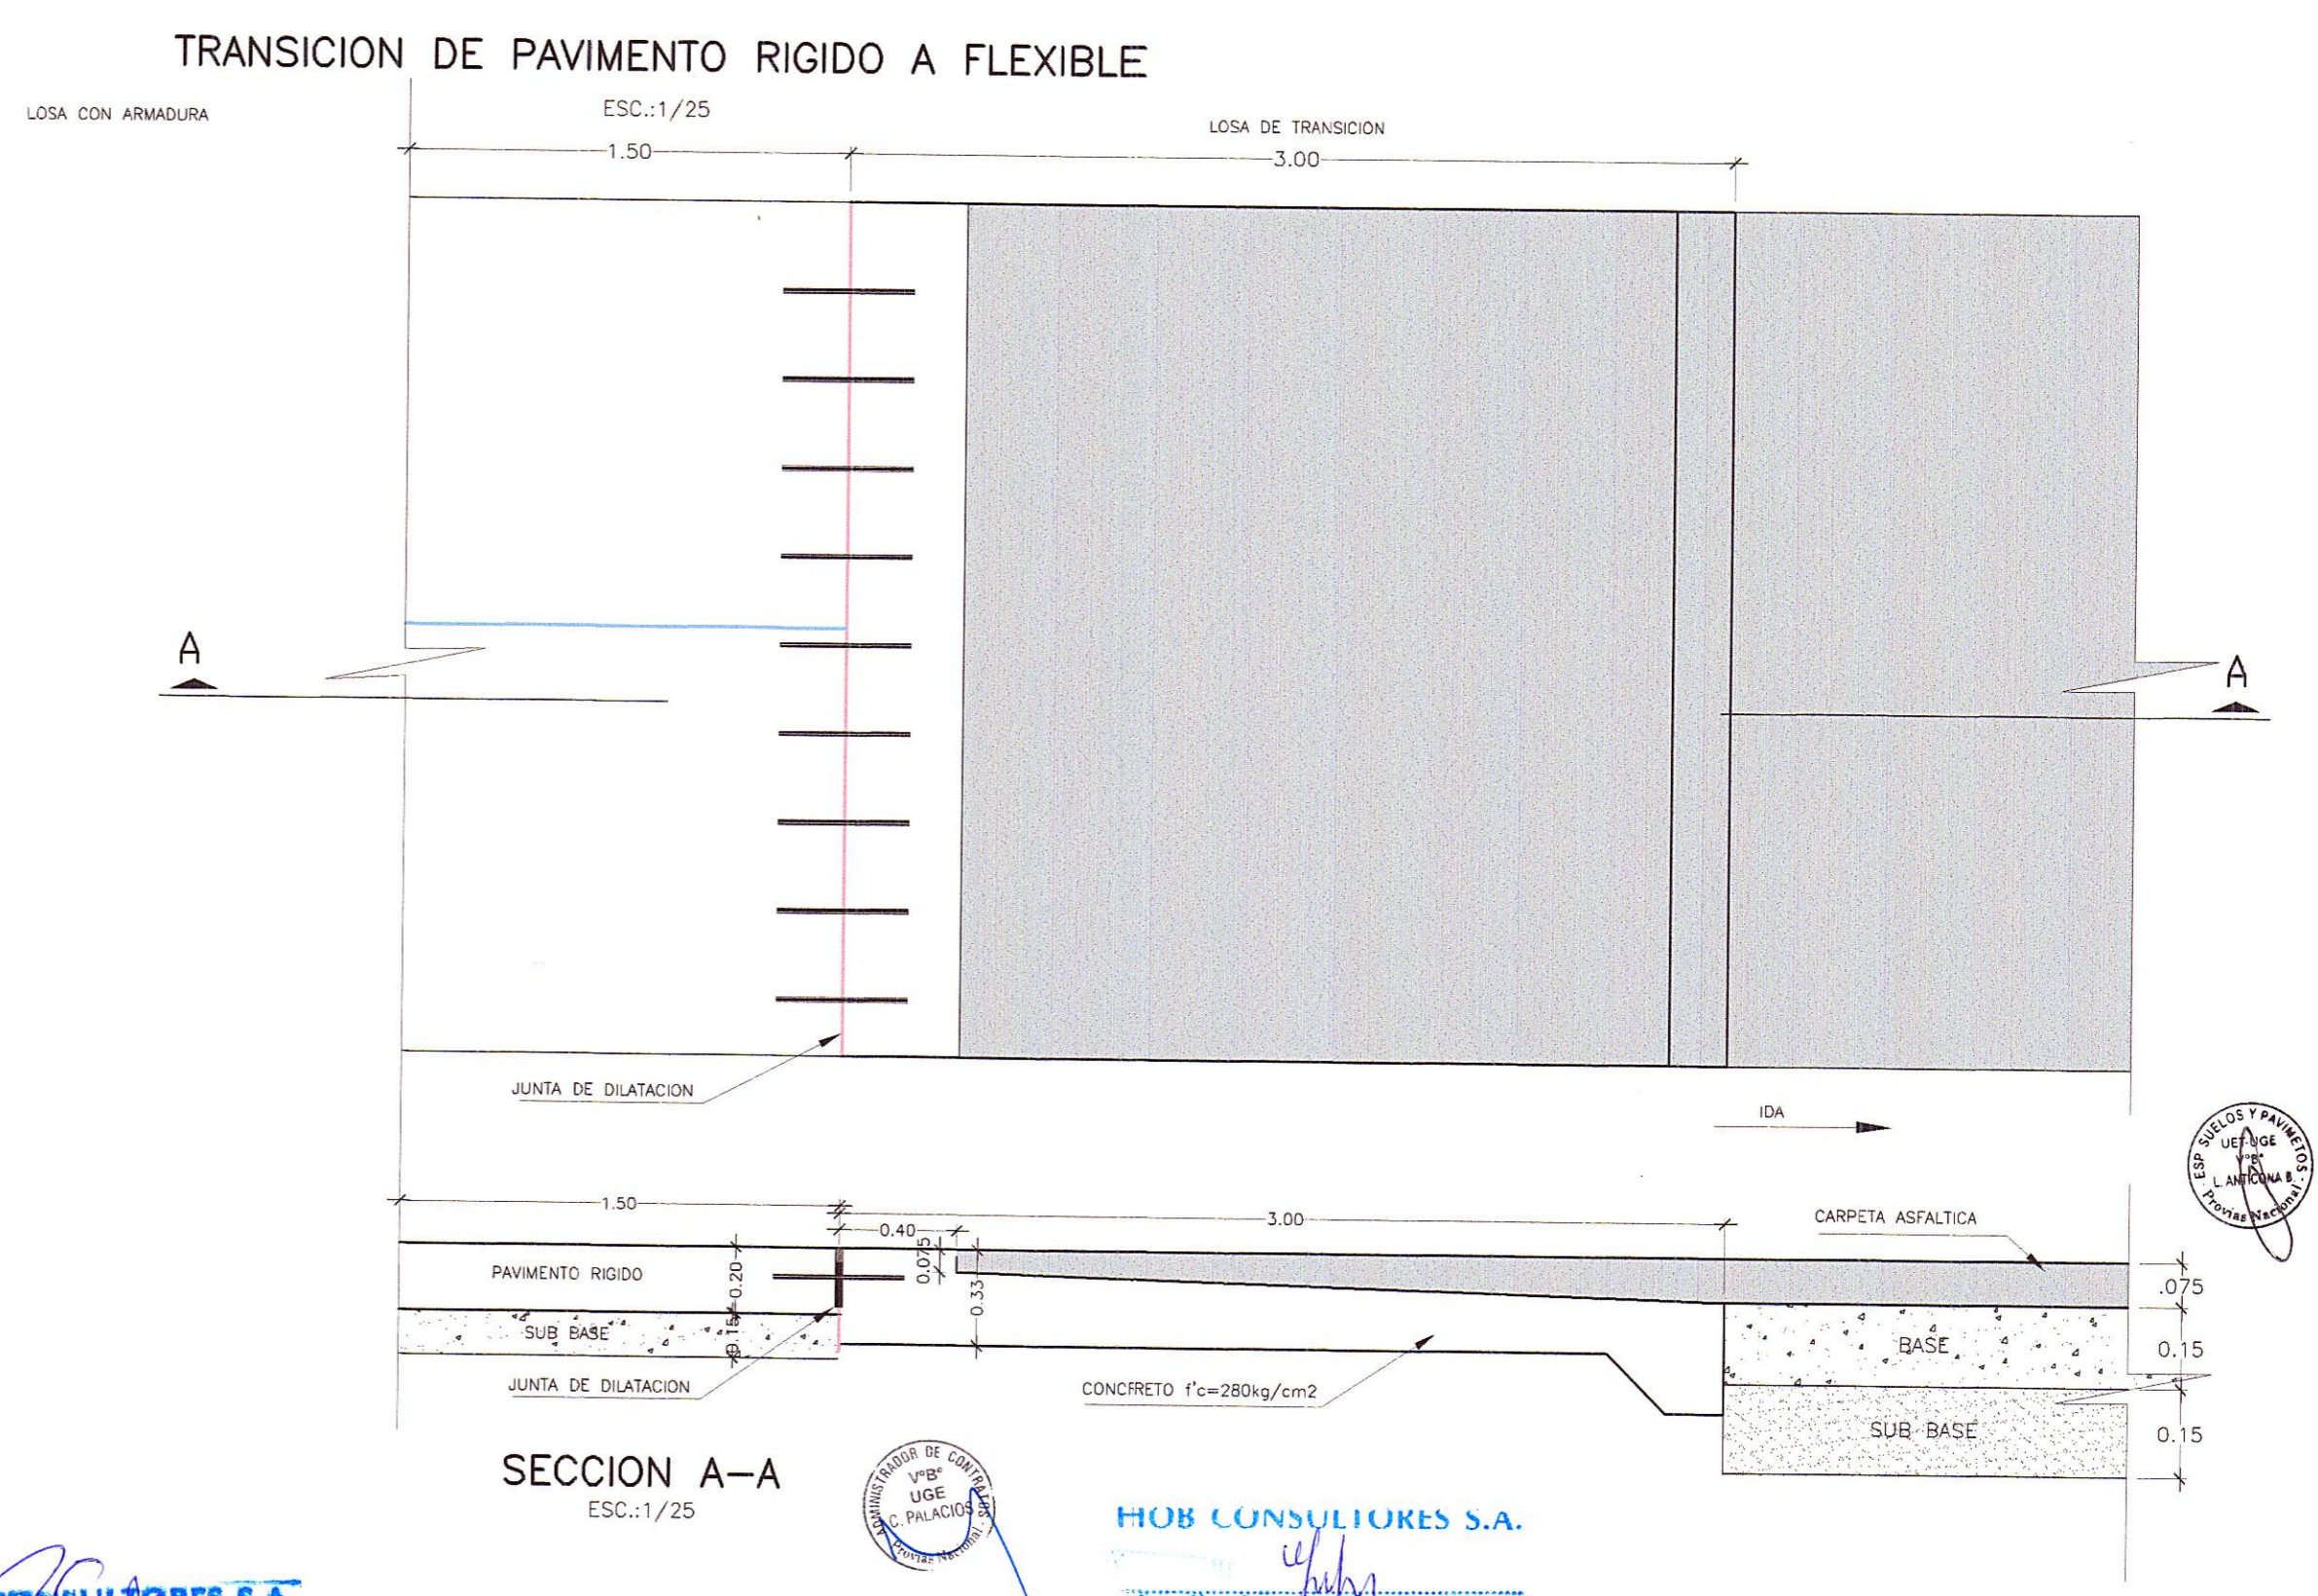 TRANSICION DE PAVIMENTO RIGIDO A FLEXIBLE
ESC.:1/25
LOSA CON ARMADURA
LOSA DE TRANSICION
1.50
3.00
A
A
JUNTA DE DILATACION
IDA
ESP SUELOS Y PAVIMETOS
UET-UGE
V°B°
L. ANTICONA B.
Provias Nacional
1.50
3.00
0.40
CARPETA ASFALTICA
0.075
PAVIMENTO RIGIDO
0.20
0.33
.075
SUB BASE
0.15
BASE
0.15
JUNTA DE DILATACION
CONCFRETO f'c=280kg/cm2
SUB BASE
0.15
SECCION A-A
ESC.:1/25
ADMINISTRADOR DE CONTRATOS
V°B°
UGE
C. PALACIOS
Provias Nacional
HOB CONSULTORES S.A.